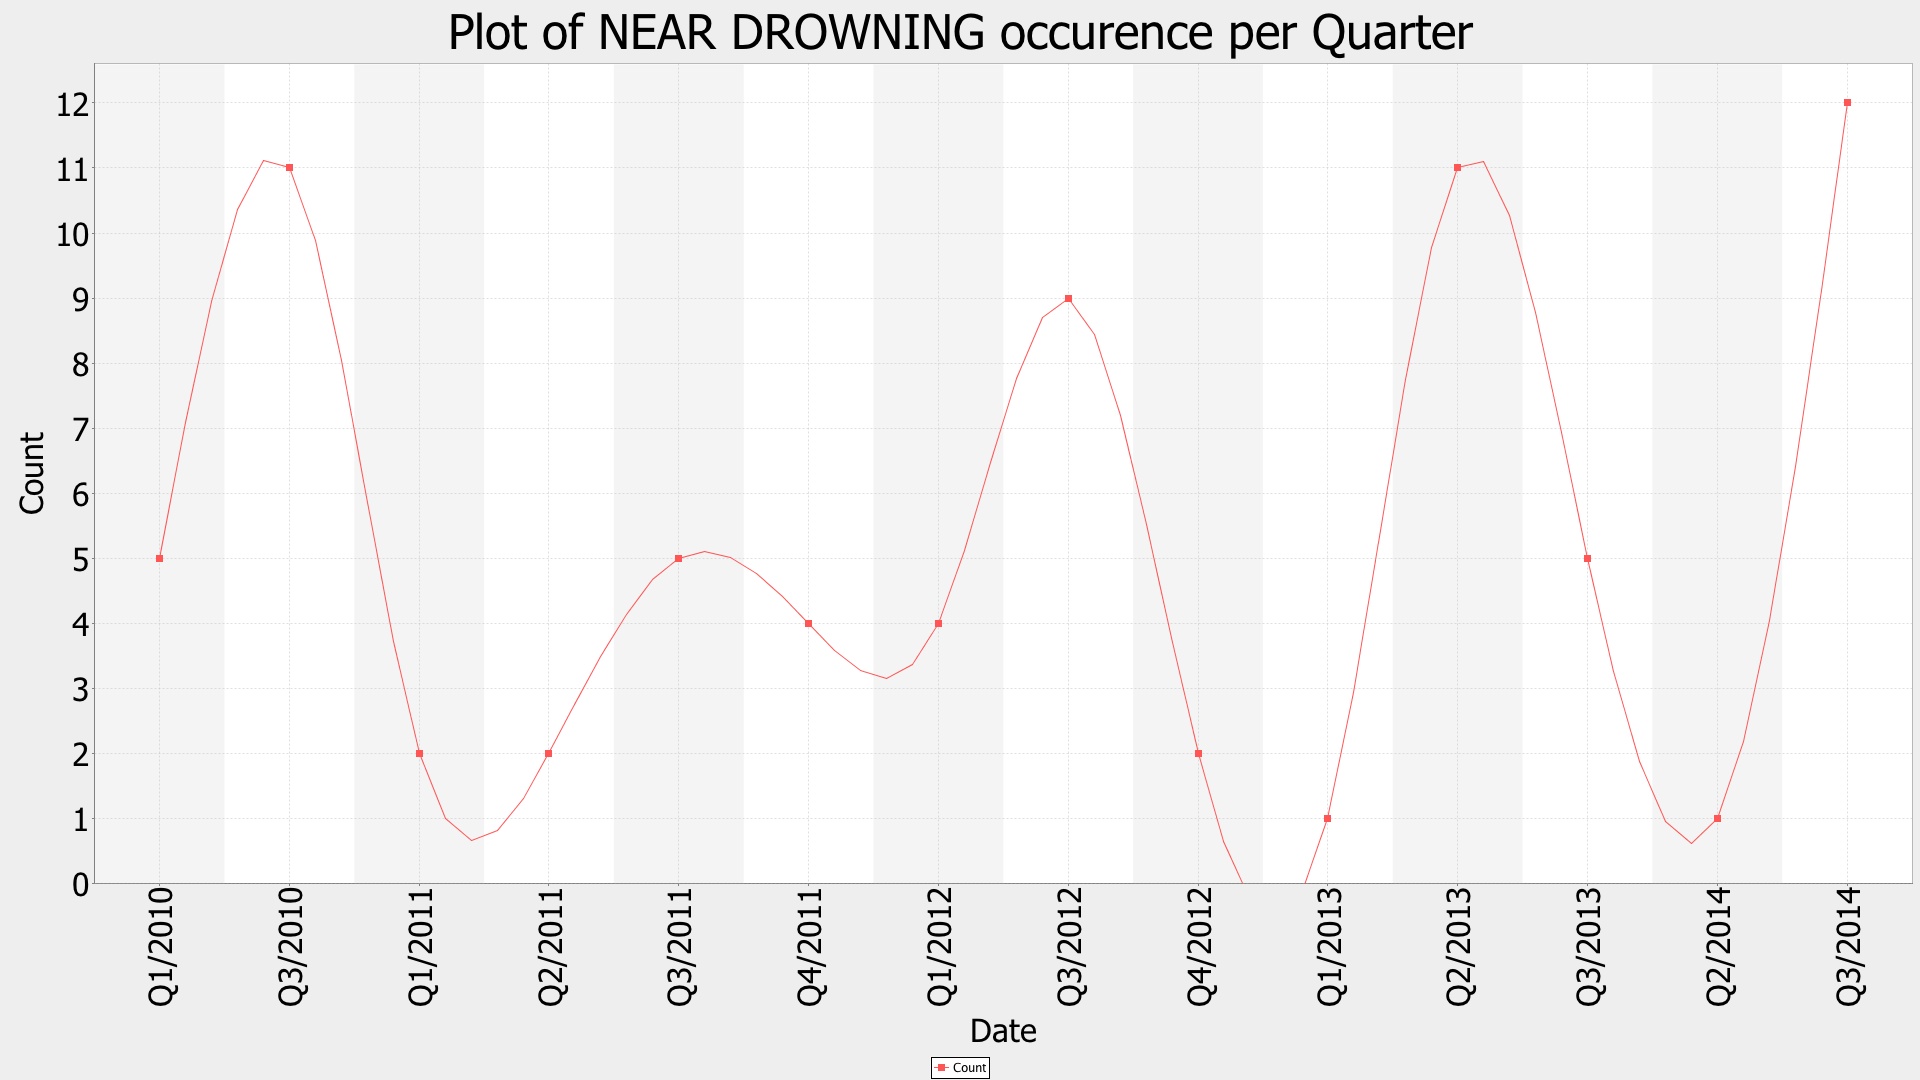 Plot of NEAR DROWNING occurence per Quarter
12
11
10
9
8
7
6
5
4
3
2
1
0
Count
Q1/2010
Q3/2010
Q1/2011
Q2/2011
Q3/2011
Q4/2011
Q1/2012
Q3/2012
Q4/2012
Q1/2013
Q2/2013
Q3/2013
Q2/2014
Q3/2014
Date
Count